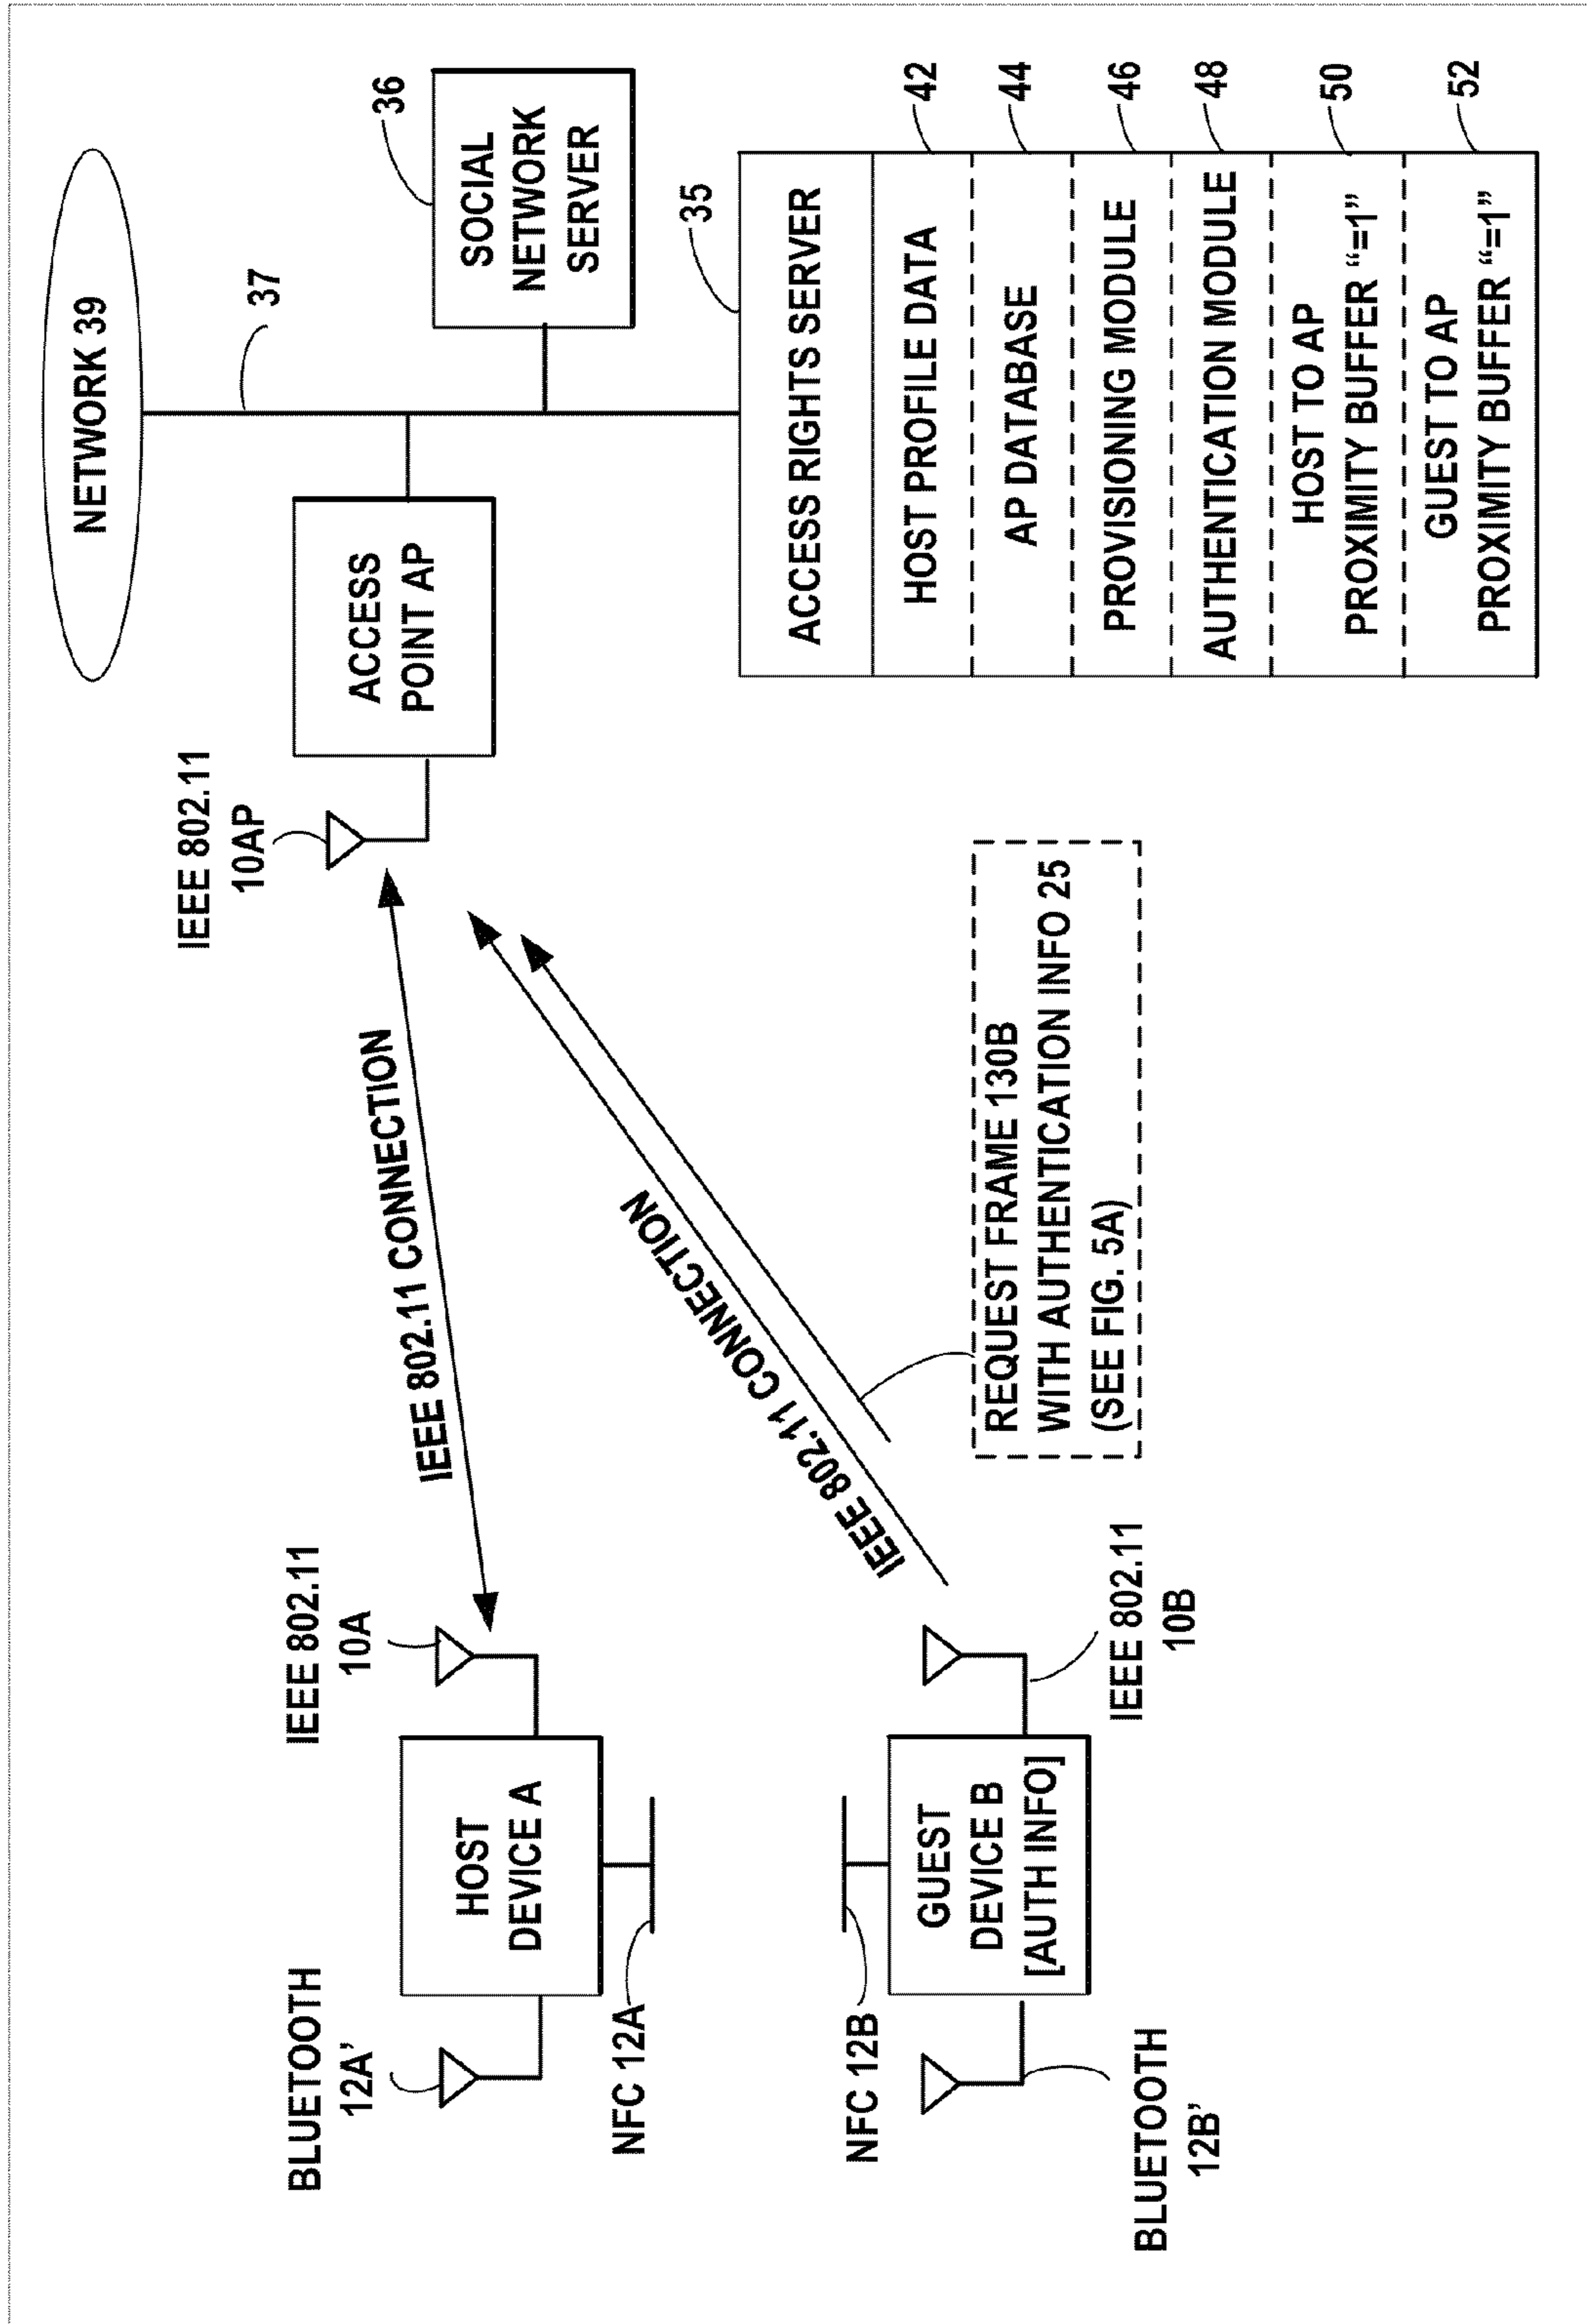 NETWORK 39
37
SOCIAL
NETWORK
SERVER
36
IEEE 802.11
10AP
ACCESS
POINT AP
35
ACCESS RIGHTS SERVER
HOST PROFILE DATA
42
AP DATABASE
44
PROVISIONING MODULE
46
AUTHENTICATION MODULE
48
HOST TO AP
PROXIMITY BUFFER “=1”
50
GUEST TO AP
PROXIMITY BUFFER “=1”
52
IEEE 802.11 CONNECTION
IEEE 802.11 CONNECTION
REQUEST FRAME 130B
WITH AUTHENTICATION INFO 25
(SEE FIG. 5A)
BLUETOOTH
12A’
HOST
DEVICE A
IEEE 802.11
10A
NFC 12A
NFC 12B
GUEST
DEVICE B
[AUTH INFO]
IEEE 802.11
10B
BLUETOOTH
12B’